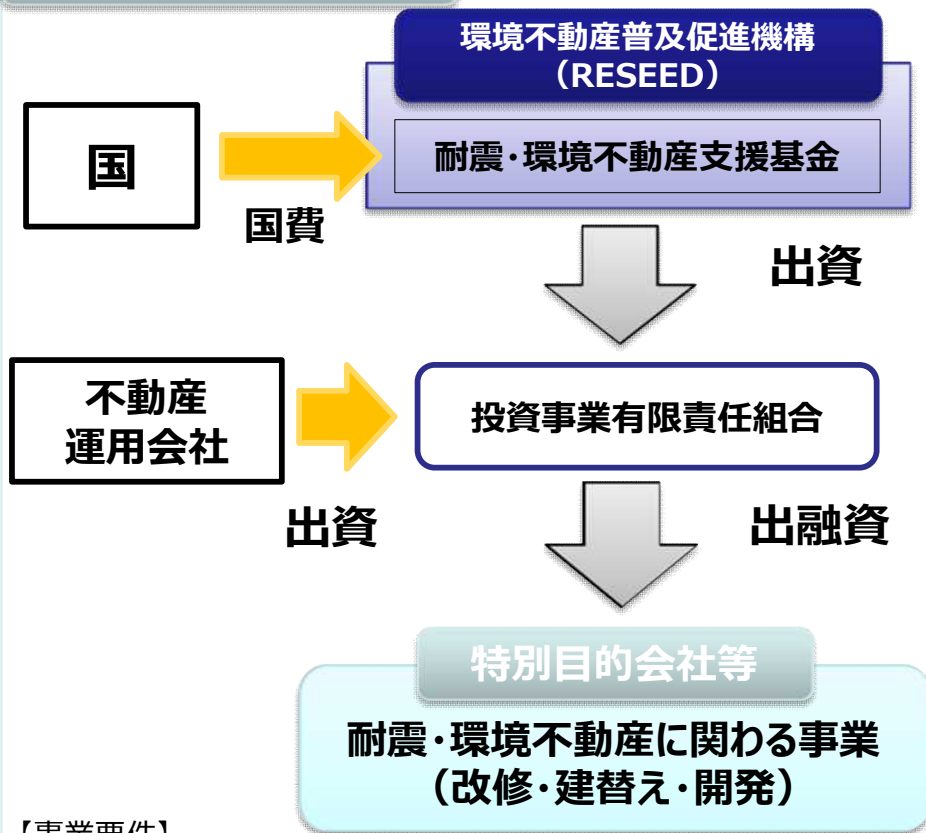 環境不動産普及促進機構
（RESEED）
国
耐震・環境不動産支援基金
国費
出資
不動産
運用会社
投資事業有限責任組合
出資
出融資
特別目的会社等
耐震・環境不動産に関わる事業
（改修・建替え・開発）
【事業要件】